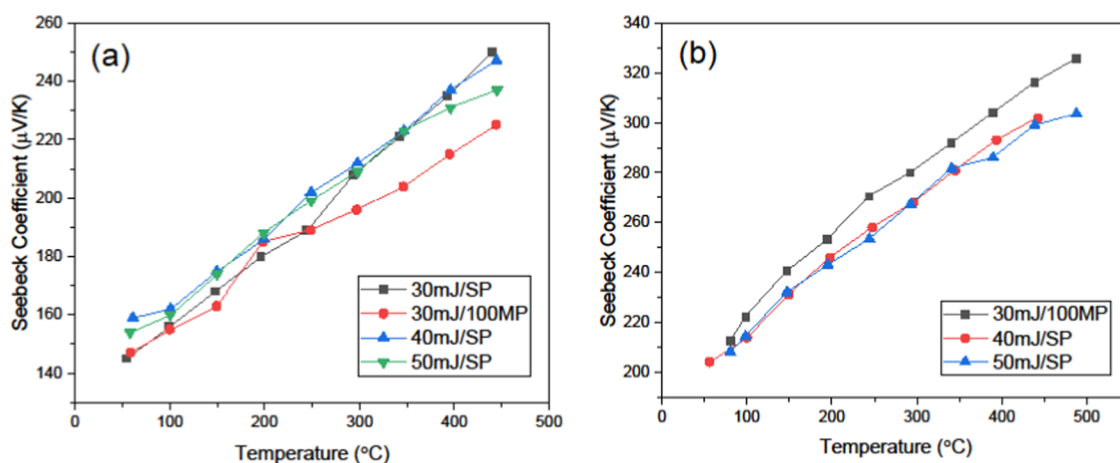 (a)
Seebeck Coefficient (μV/K)
260
240
220
200
180
160
140
0
100
200
300
400
500
Temperature (°C)
30mJ/SP
30mJ/100MP
40mJ/SP
50mJ/SP
(b)
Seebeck Coefficient (μV/K)
340
320
300
280
260
240
220
200
0
100
200
300
400
500
Temperature (°C)
30mJ/100MP
40mJ/SP
50mJ/SP